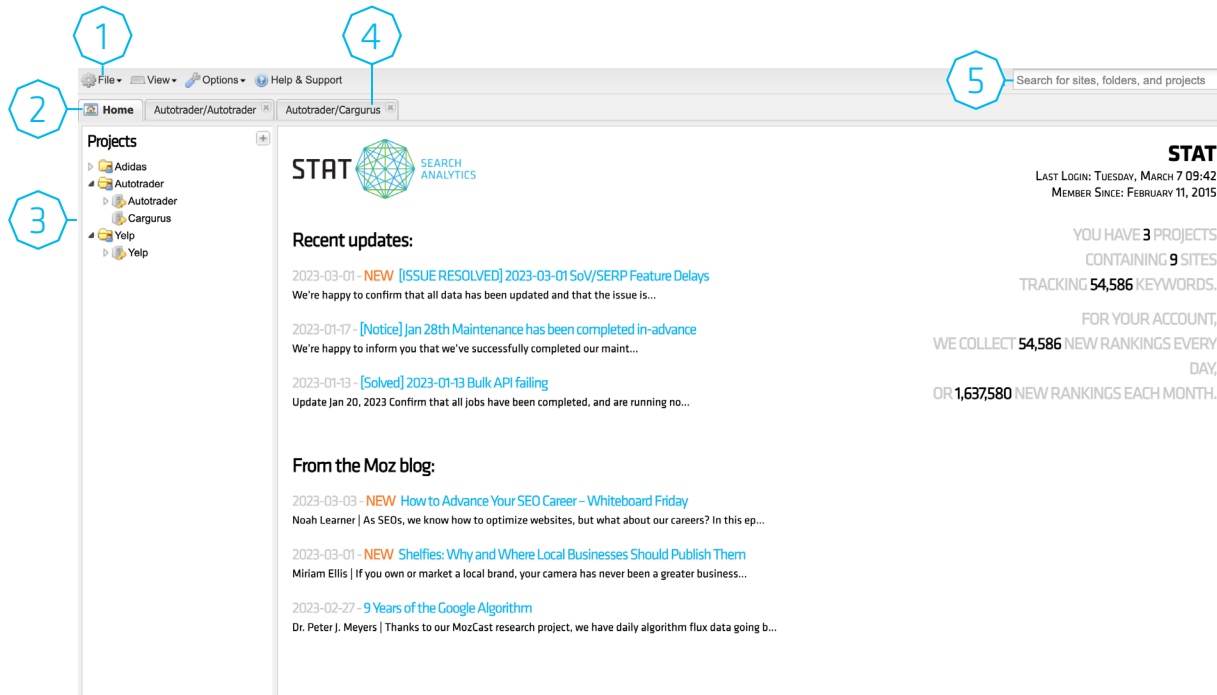 1
4
File View Options Help & Support
5
Search for sites, folders, and projects
2
Home Autotrader/Autotrader Autotrader/Cargurus
Projects
Adidas
Autotrader
Autotrader
Cargurus
3
Yelp
Yelp
STAT SEARCH
ANALYTICS
STAT
Last Login: Tuesday, March 7 09:42
Member Since: February 11, 2015
YOU HAVE 3 PROJECTS
CONTAINING 9 SITES
TRACKING 54,586 KEYWORDS.
FOR YOUR ACCOUNT,
WE COLLECT 54,586 NEW RANKINGS EVERY
DAY,
OR 1,637,580 NEW RANKINGS EACH MONTH.
Recent updates:
2023-03-01 - NEW [ISSUE RESOLVED] 2023-03-01 SoV/SERP Feature Delays
We're happy to confirm that all data has been updated and that the issue is...
2023-01-17 - [Notice] Jan 28th Maintenance has been completed in-advance
We're happy to inform you that we've successfully completed our maint...
2023-01-13 - [Solved] 2023-01-13 Bulk API failing
Update Jan 20, 2023 Confirm that all jobs have been completed, and are running no...
From the Moz blog:
2023-03-03 - NEW How to Advance Your SEO Career – Whiteboard Friday
Noah Learner | As SEOs, we know how to optimize websites, but what about our careers? In this ep...
2023-03-01 - NEW Shelfies: Why and Where Local Businesses Should Publish Them
Miriam Ellis | If you own or market a local brand, your camera has never been a greater business...
2023-02-27 - 9 Years of the Google Algorithm
Dr. Peter J. Meyers | Thanks to our MozCast research project, we have daily algorithm flux data going b...